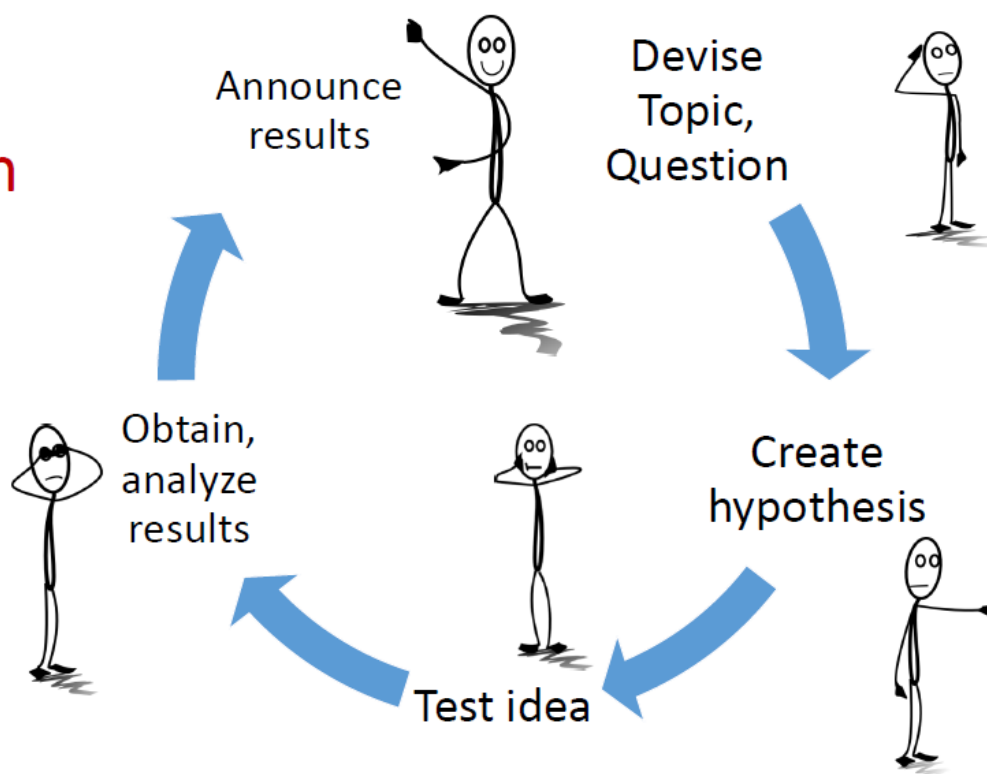 Announce
results
Devise
Topic,
Question
n
Create
hypothesis
Test idea
Obtain,
analyze
results